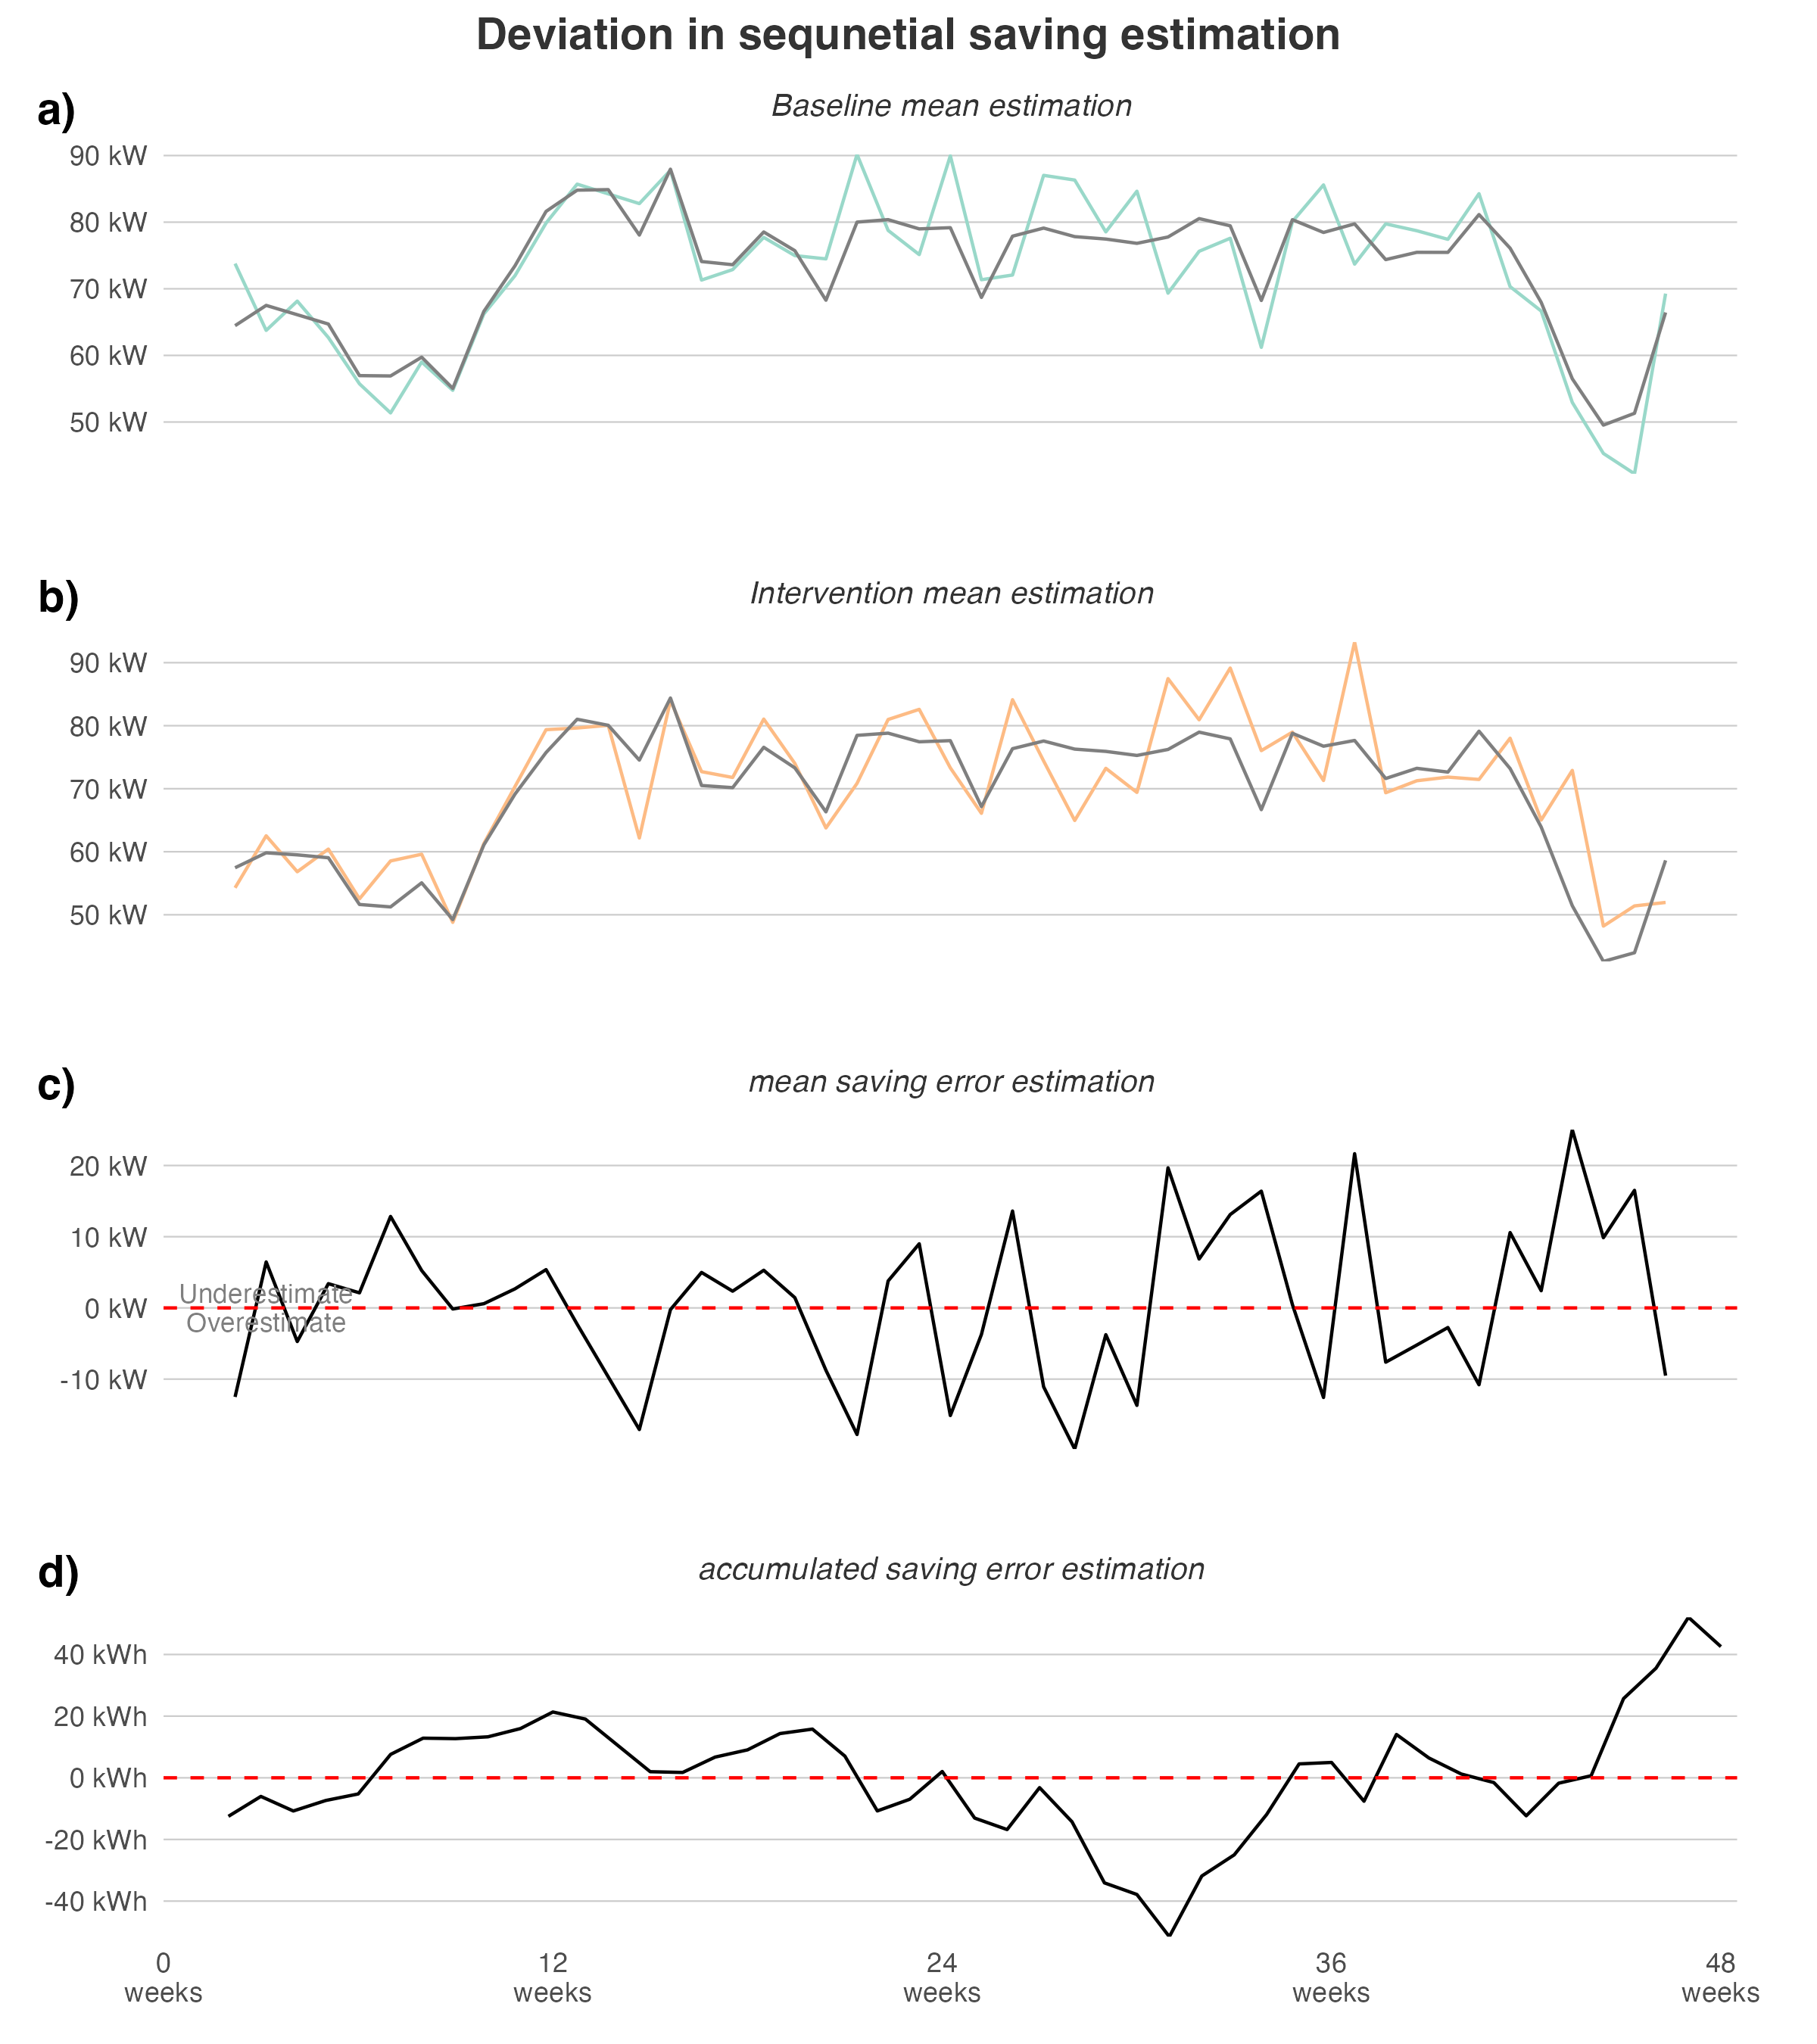 Deviation in sequnetial saving estimation
a)
Baseline mean estimation
90 kW
80 kW
70 kW
60 kW
50 kW
b)
Intervention mean estimation
90 kW
80 kW
70 kW
60 kW
50 kW
c)
mean saving error estimation
20 kW
10 kW
Underestimate
0 kW
Overestimate
-10 kW
d)
accumulated saving error estimation
40 kWh
20 kWh
0 kWh
-20 kWh
-40 kWh
0 12 24 36 48
weeks weeks weeks weeks weeks